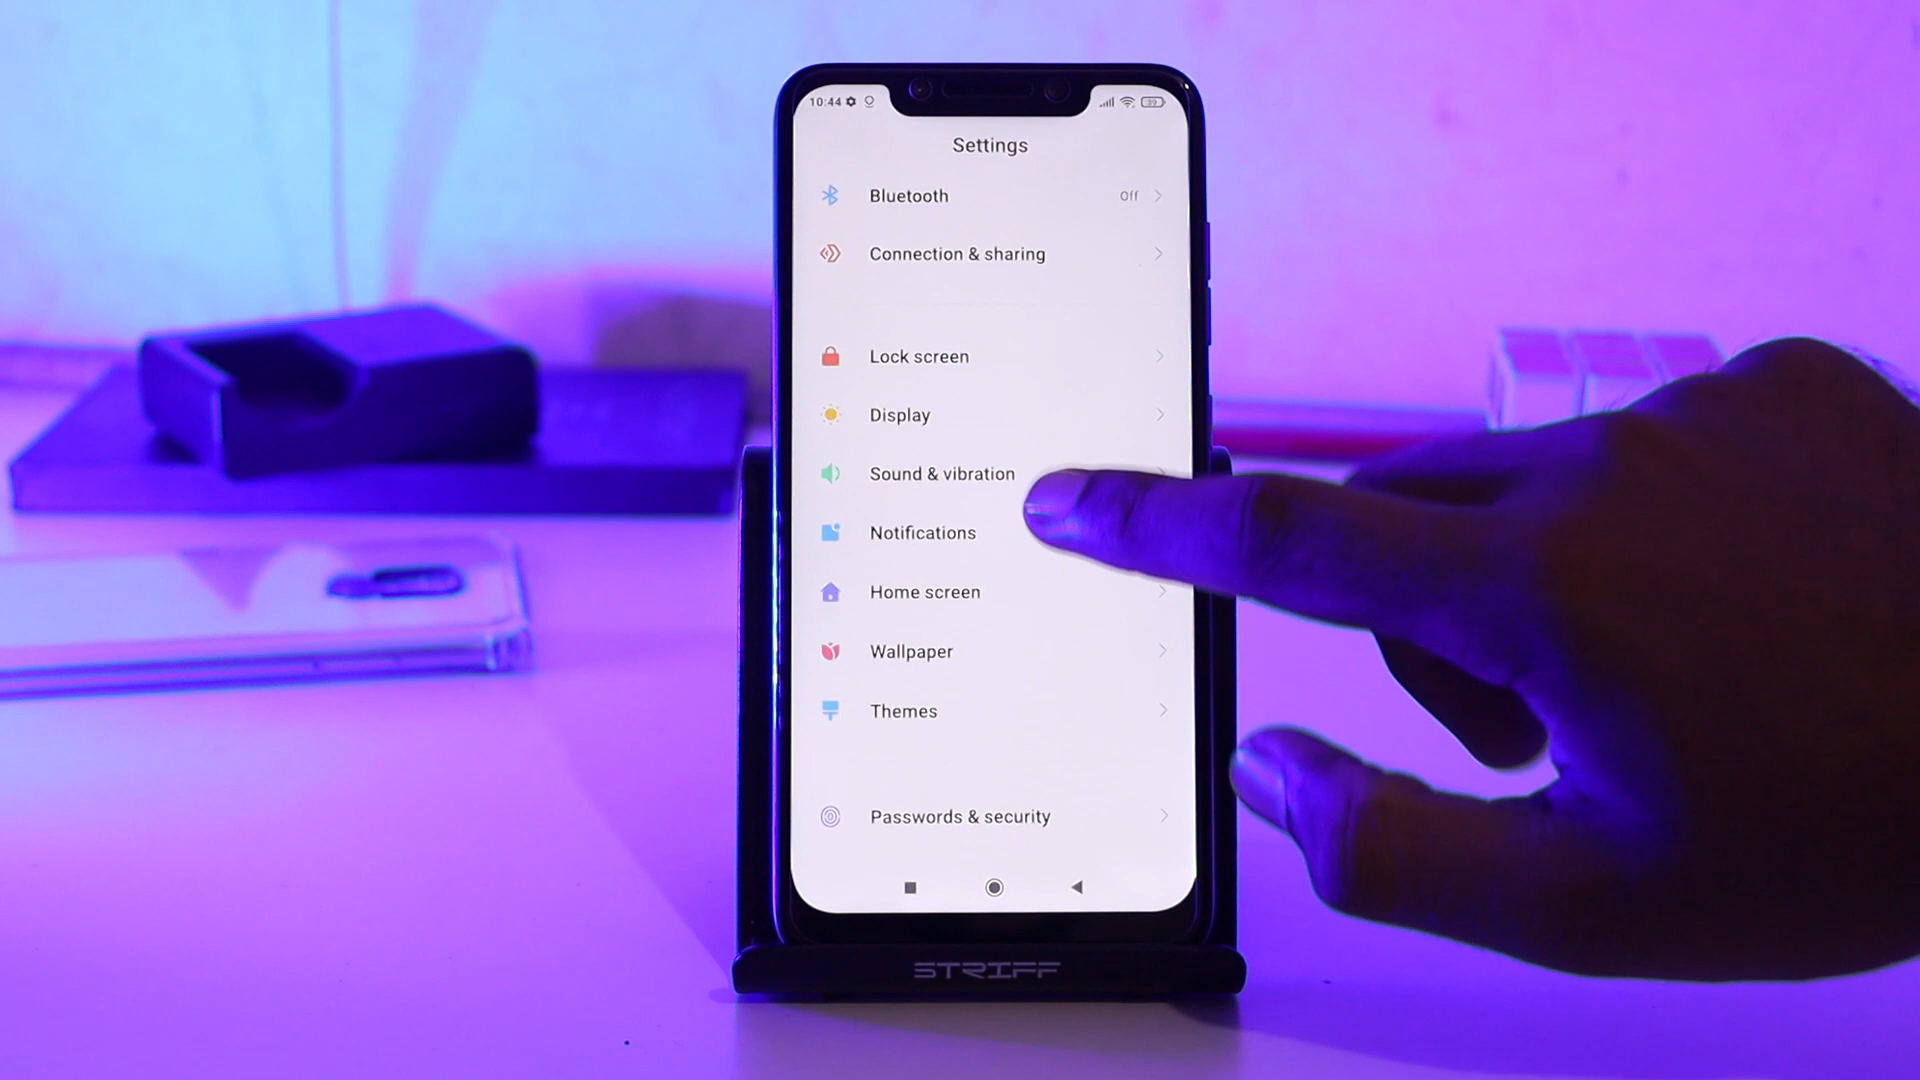 10:44
39
Settings
Bluetooth Off
Connection & sharing
Lock screen
Display
Sound & vibration
Notifications
Home screen
Wallpaper
Themes
Passwords & security
STRIFF